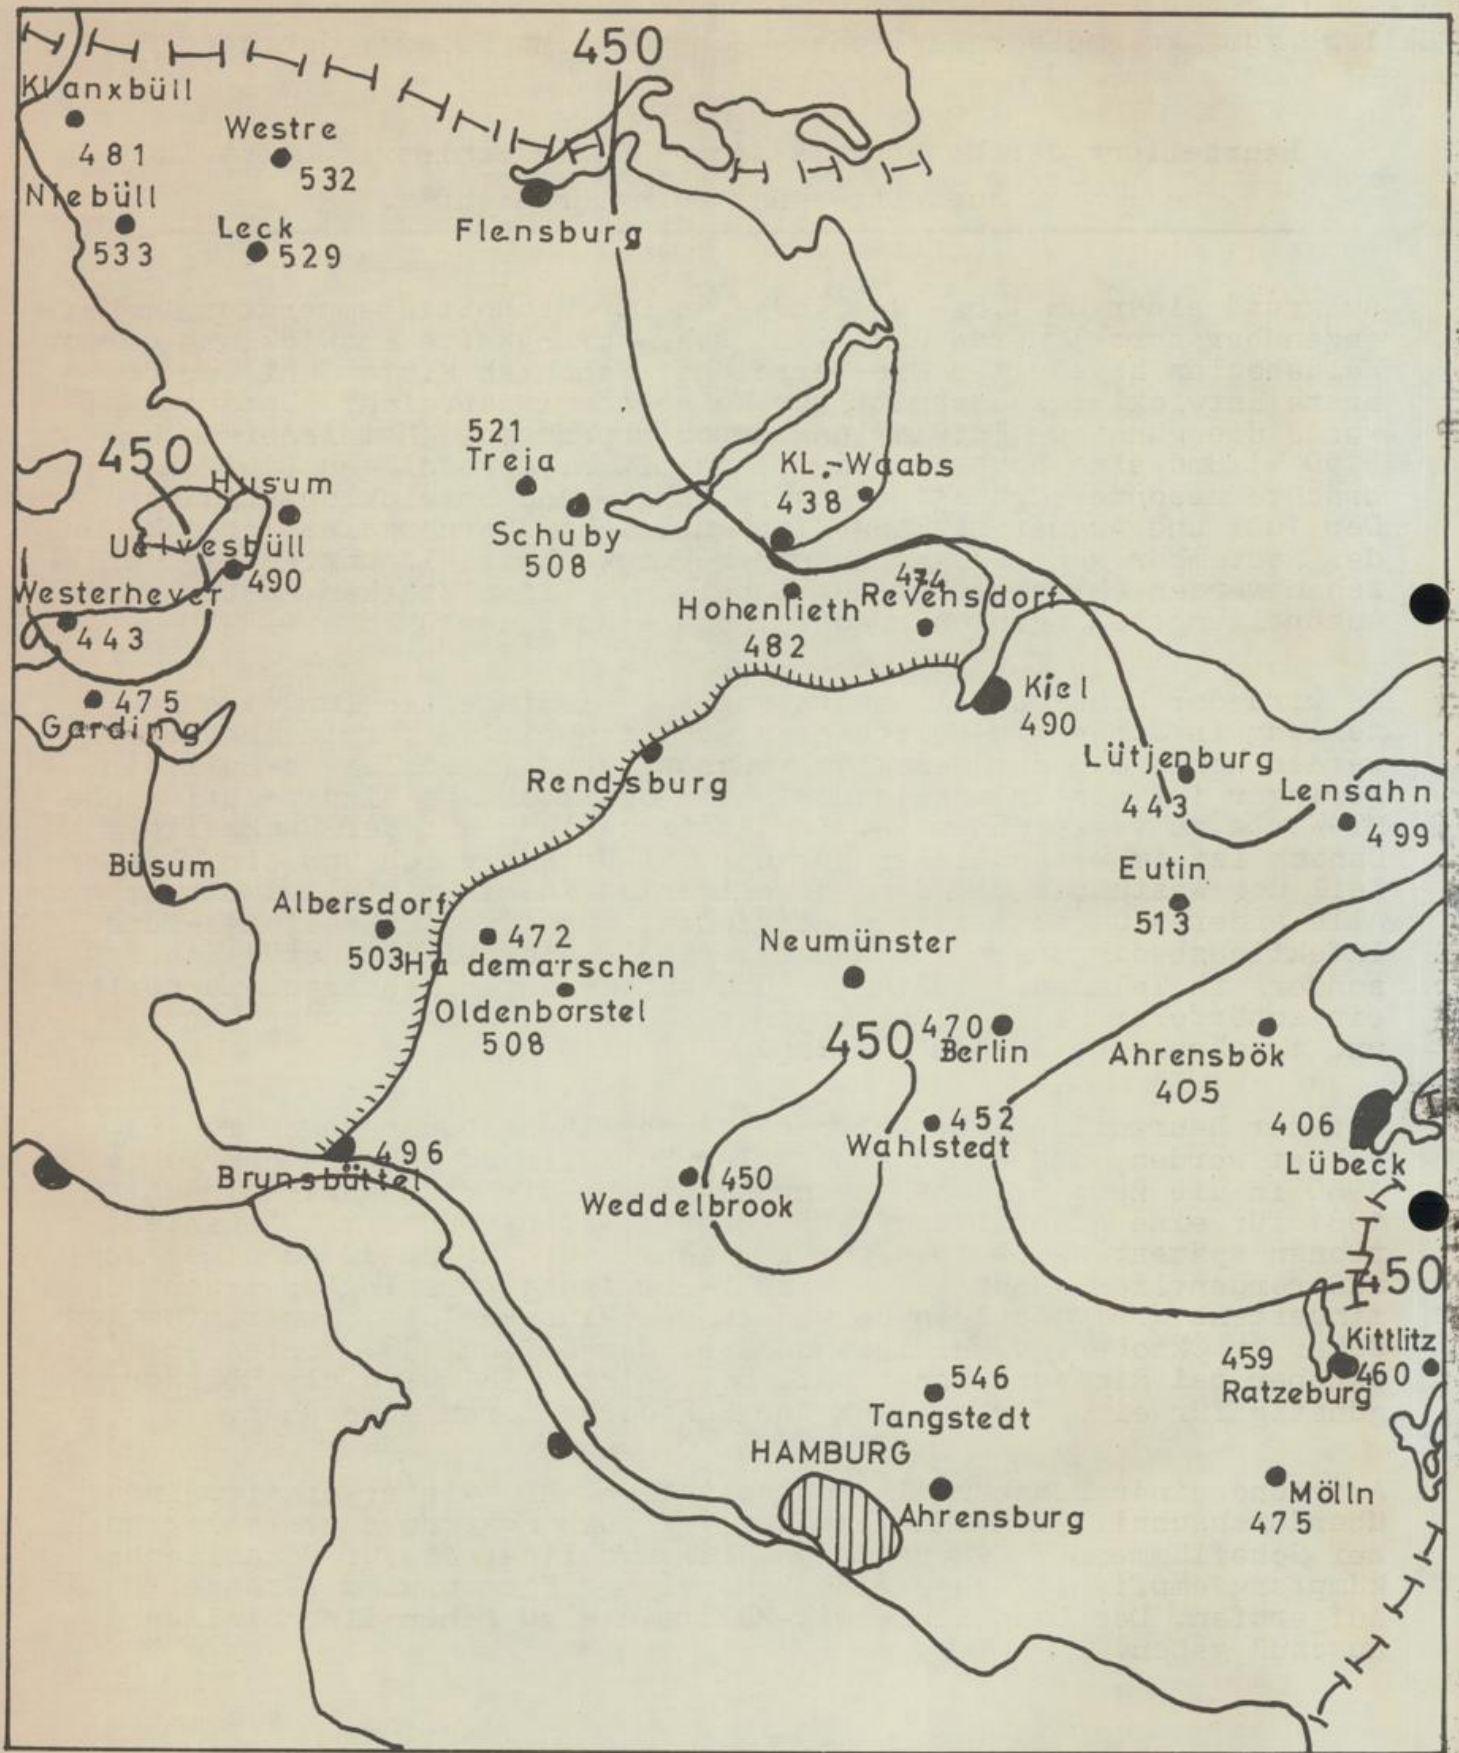 450
Klanxbüll
481
Westre
532
Niebüll
533
Leck
529
Flensburg
521
Treia
Schuby
508
KL.-Waabs
438
450
Husum
Uelvesbüll
490
Westerhever
443
475
Garding
Hohenlieth
482
474
Revensdorf
Kiel
490
Rendsburg
Lütjenburg
443
Lensahn
499
Büsum
Eutin
513
Albersdorf
503
472
Hademarschen
Oldenborstel
508
Neumünster
450
470
Berlin
Ahrensbök
405
452
Wahlstedt
406
Lübeck
496
Brunsbüttel
450
Weddelbrook
450
Kittlitz
460
459
Ratzeburg
546
Tangstedt
HAMBURG
Ahrensburg
Mölln
475